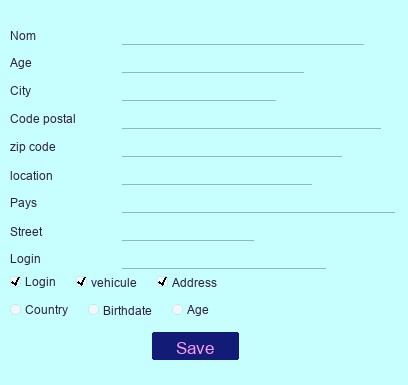 Nom
Age
City
Code postal
zip code
location
Pays
Street
Login
Login vehicule Address
Country Birthdate Age
Save